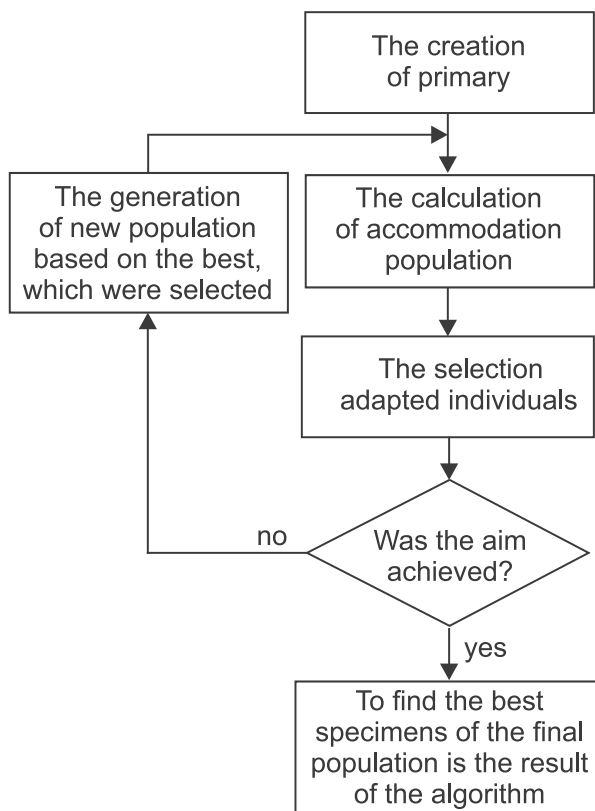 The creation
of primary
The generation
of new population
based on the best,
which were selected
The calculation
of accommodation
population
The selection
adapted individuals
no
Was the aim
achieved?
yes
To find the best
specimens of the final
population is the result
of the algorithm